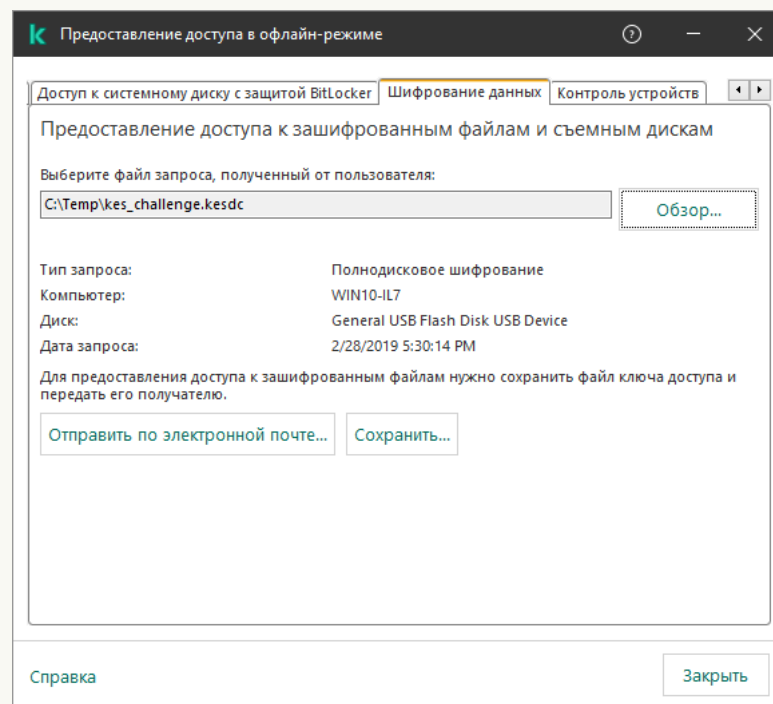 Предоставление доступа в офлайн-режиме
Доступ к системному диску с защитой BitLocker Шифрование данных Контроль устройств
Предоставление доступа к зашифрованным файлам и съемным дискам
Выберите файл запроса, полученный от пользователя:
C:\Temp\kes_challenge.kesdc Обзор...
Тип запроса: Полнодисковое шифрование
Компьютер: WIN10-IL7
Диск: General USB Flash Disk USB Device
Дата запроса: 2/28/2019 5:30:14 PM
Для предоставления доступа к зашифрованным файлам нужно сохранить файл ключа доступа и
передать его получателю.
Отправить по электронной почте... Сохранить...
Справка Закрыть